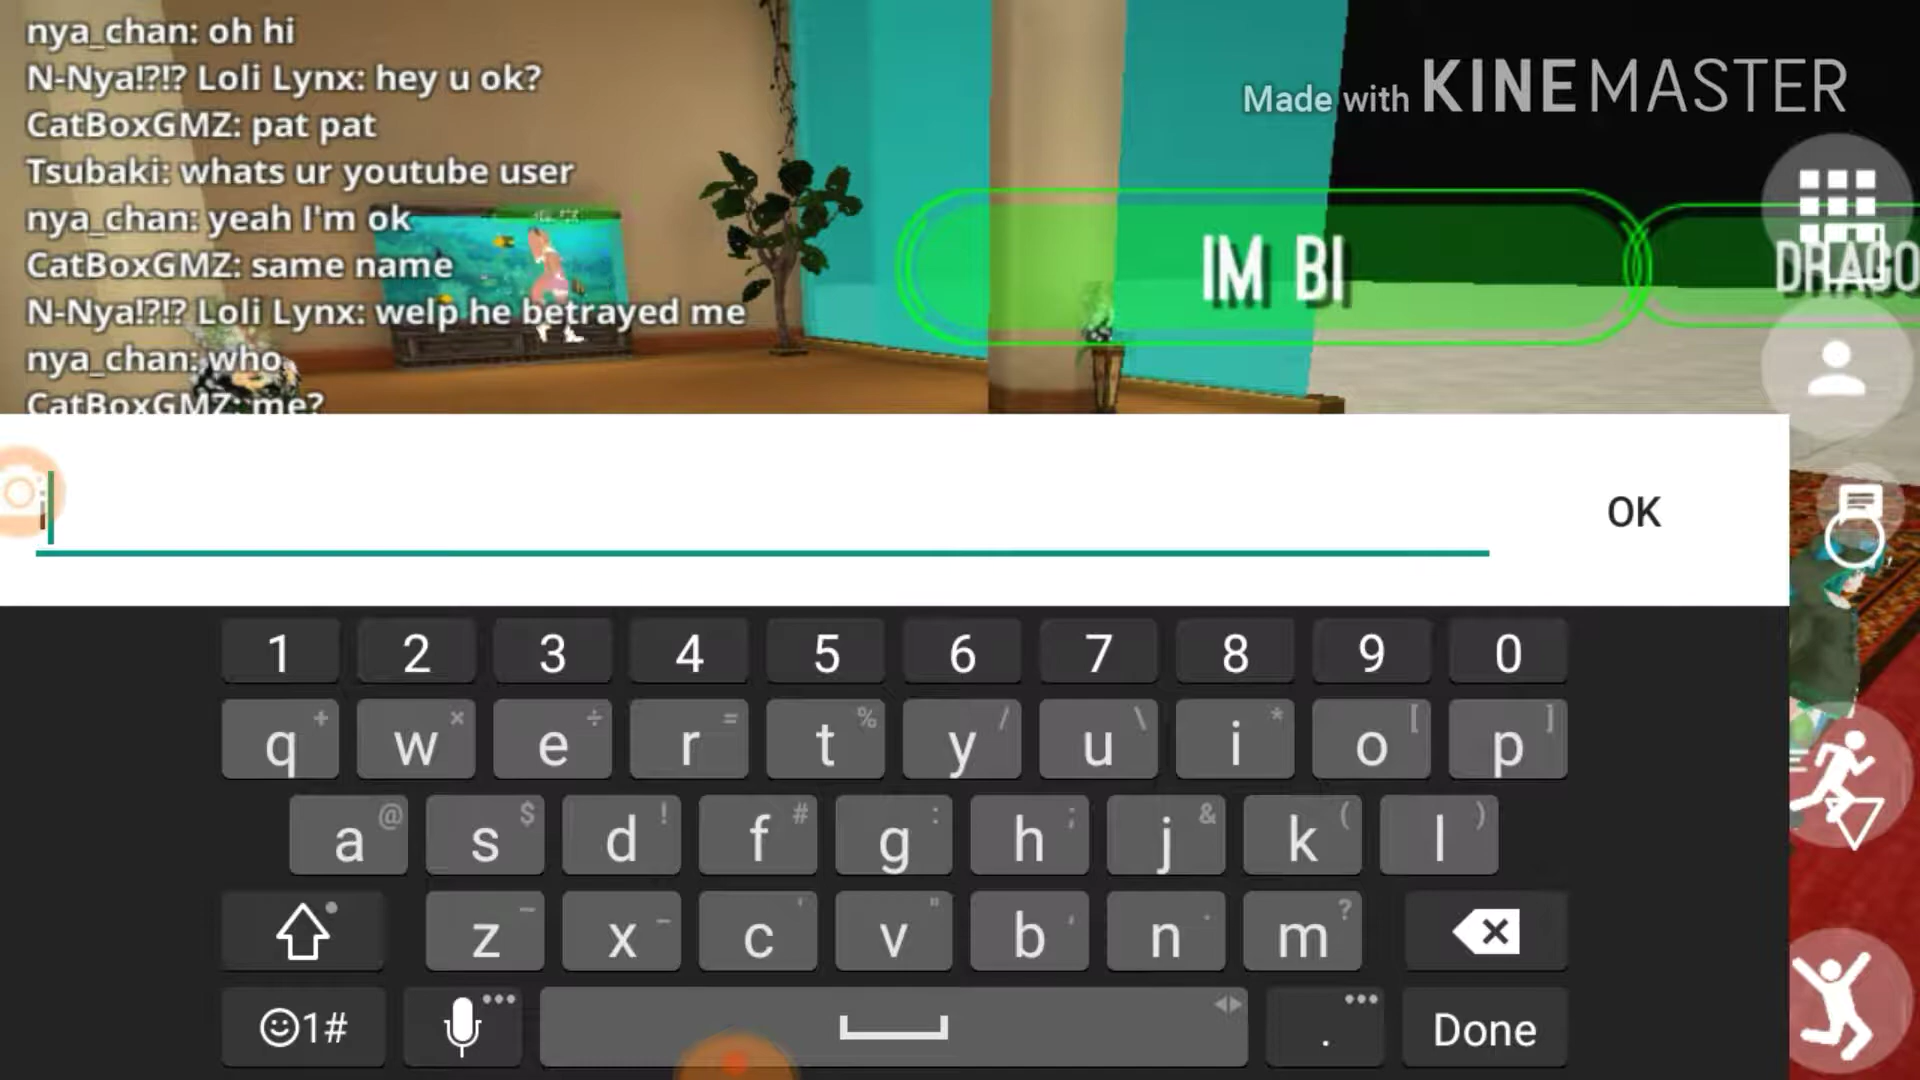 nya_chan: oh hi
N-Nya!?!? Loli Lynx: hey u ok?
CatBoxGMZ: pat pat
Tsubaki: whats ur youtube user
nya_chan: yeah I'm ok
CatBoxGMZ: same name
N-Nya!?!? Loli Lynx: welp he betrayed me
nya_chan: who
CatBoxGMZ: me?
Made with KINEMASTER
IM BI
DRAGO
i
OK
1 2 3 4 5 6 7 8 9 0
+ × ÷ = % / \ * [ ]
q w e r t y u i o p
@ $ ! # : ; & ( )
a s d f g h j k l
– _ ' " , . ?
z x c v b n m
1# . Done